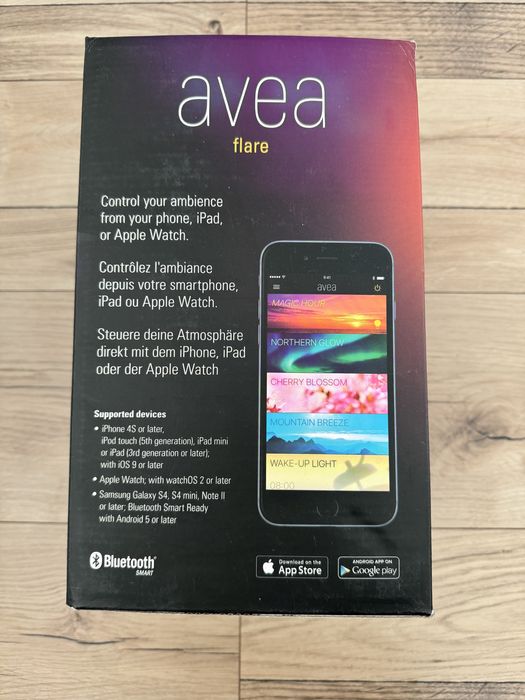 avea
flare
Control your ambience
from your phone, iPad,
or Apple Watch.
Contrôlez l'ambiance
depuis votre smartphone,
iPad ou Apple Watch.
Steuere deine Atmosphäre
direkt mit dem iPhone, iPad
oder der Apple Watch
Supported devices
• iPhone 4S or later,
iPod touch (5th generation), iPad mini
or iPad (3rd generation or later);
with iOS 9 or later
• Apple Watch; with watchOS 2 or later
• Samsung Galaxy S4, S4 mini, Note II
or later; Bluetooth Smart Ready
with Android 5 or later
9:41
avea
MAGIC HOUR
NORTHERN GLOW
CHERRY BLOSSOM
MOUNTAIN BREEZE
WAKE-UP LIGHT
08:00
Bluetooth®
SMART
Download on the
App Store
ANDROID APP ON
Google play